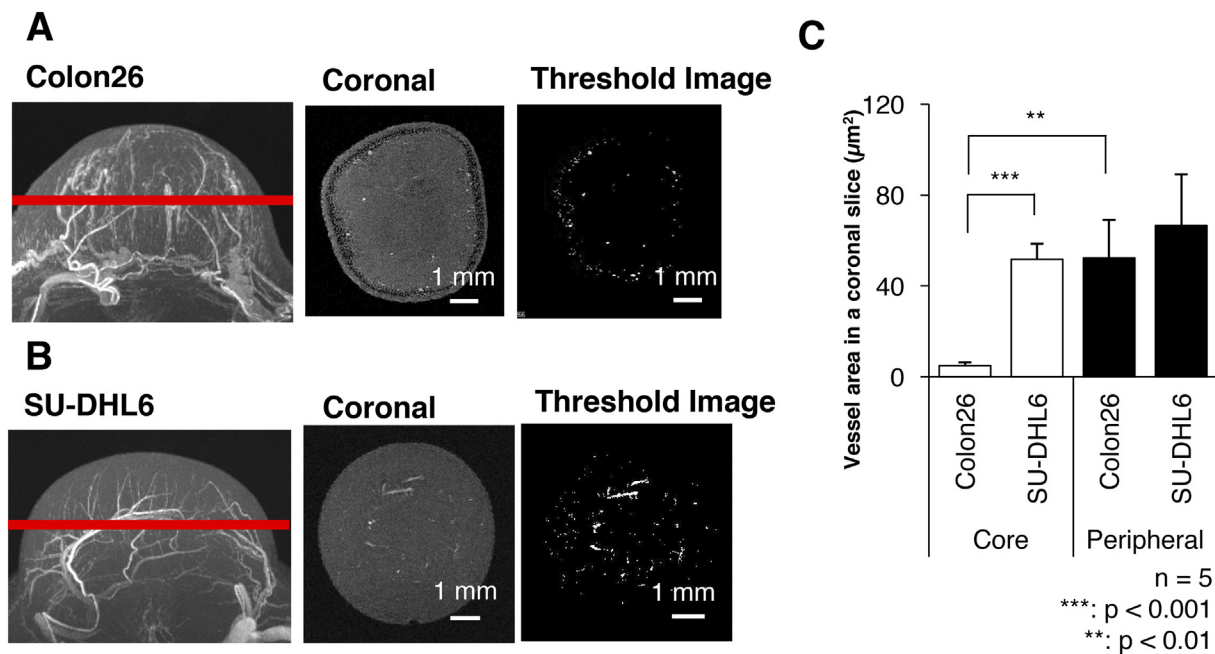 A
Colon26
Coronal
Threshold Image
1 mm
1 mm
B
SU-DHL6
Coronal
Threshold Image
1 mm
1 mm
C
Vessel area in a coronal slice (µm²)
120
80
40
0
**
***
Colon26
SU-DHL6
Colon26
SU-DHL6
Core
Peripheral
n = 5
***: p < 0.001
**: p < 0.01